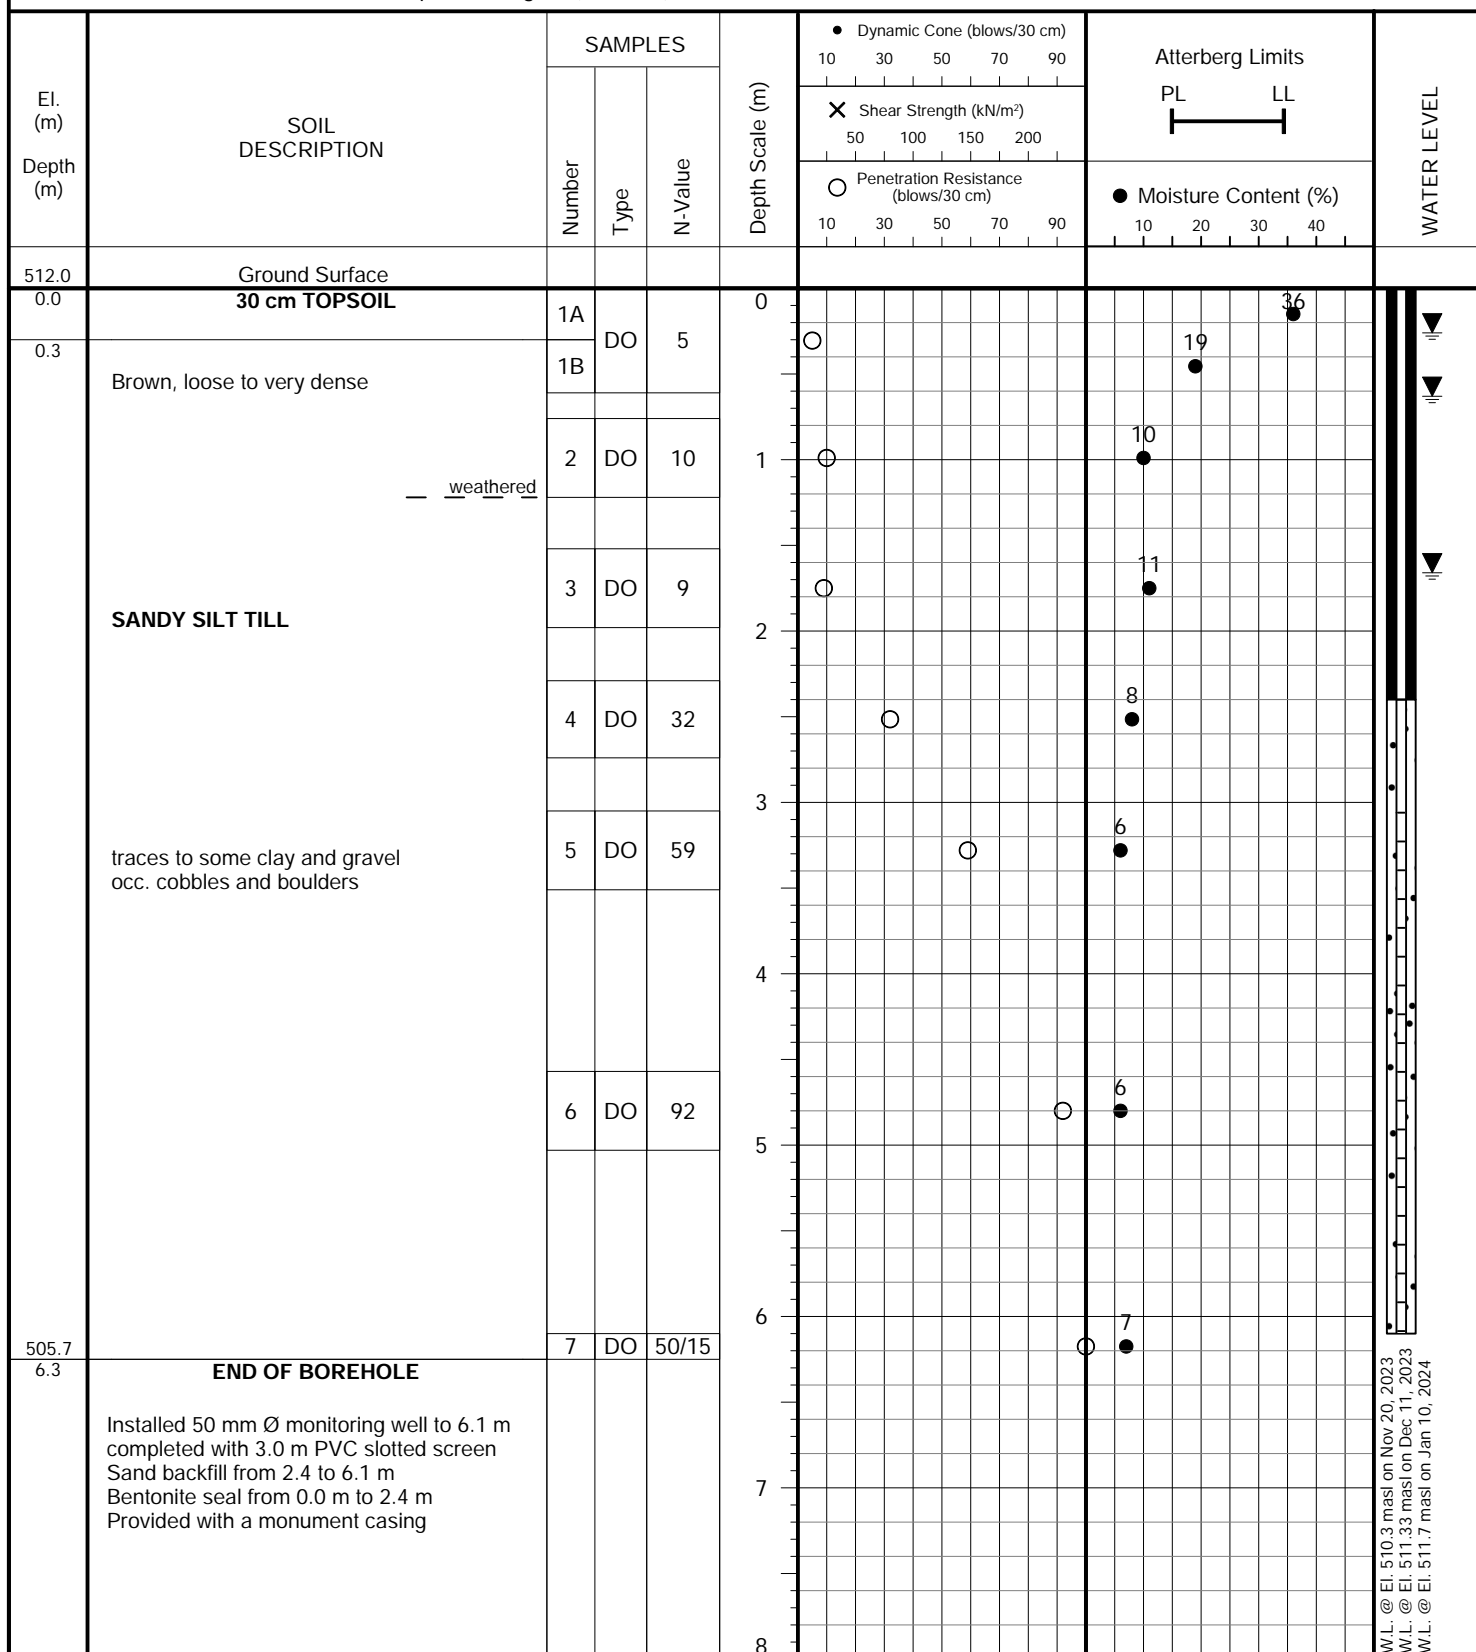 El.
(m)
Depth
(m)
SOIL
DESCRIPTION
SAMPLES
Number
Type
N-Value
Depth Scale (m)
Dynamic Cone (blows/30 cm)
10 30 50 70 90
Shear Strength (kN/m²)
50 100 150 200
Penetration Resistance
(blows/30 cm)
10 30 50 70 90
Atterberg Limits
PL LL
Moisture Content (%)
10 20 30 40
WATER LEVEL
512.0 Ground Surface
0.0 30 cm TOPSOIL
0
1A
DO 5
36
0.3
1B
19
Brown, loose to very dense
2 DO 10
10
1
weathered
3 DO 9
11
SANDY SILT TILL
2
4 DO 32
8
3
5 DO 59
6
traces to some clay and gravel
occ. cobbles and boulders
4
6 DO 92
6
5
6
7 DO 50/15
7
505.7
6.3 END OF BOREHOLE
Installed 50 mm Ø monitoring well to 6.1 m
completed with 3.0 m PVC slotted screen
Sand backfill from 2.4 to 6.1 m
Bentonite seal from 0.0 m to 2.4 m
Provided with a monument casing
7
8
W.L. @ El. 510.3 masl on Nov 20, 2023
W.L. @ El. 511.33 masl on Dec 11, 2023
W.L. @ El. 511.7 masl on Jan 10, 2024